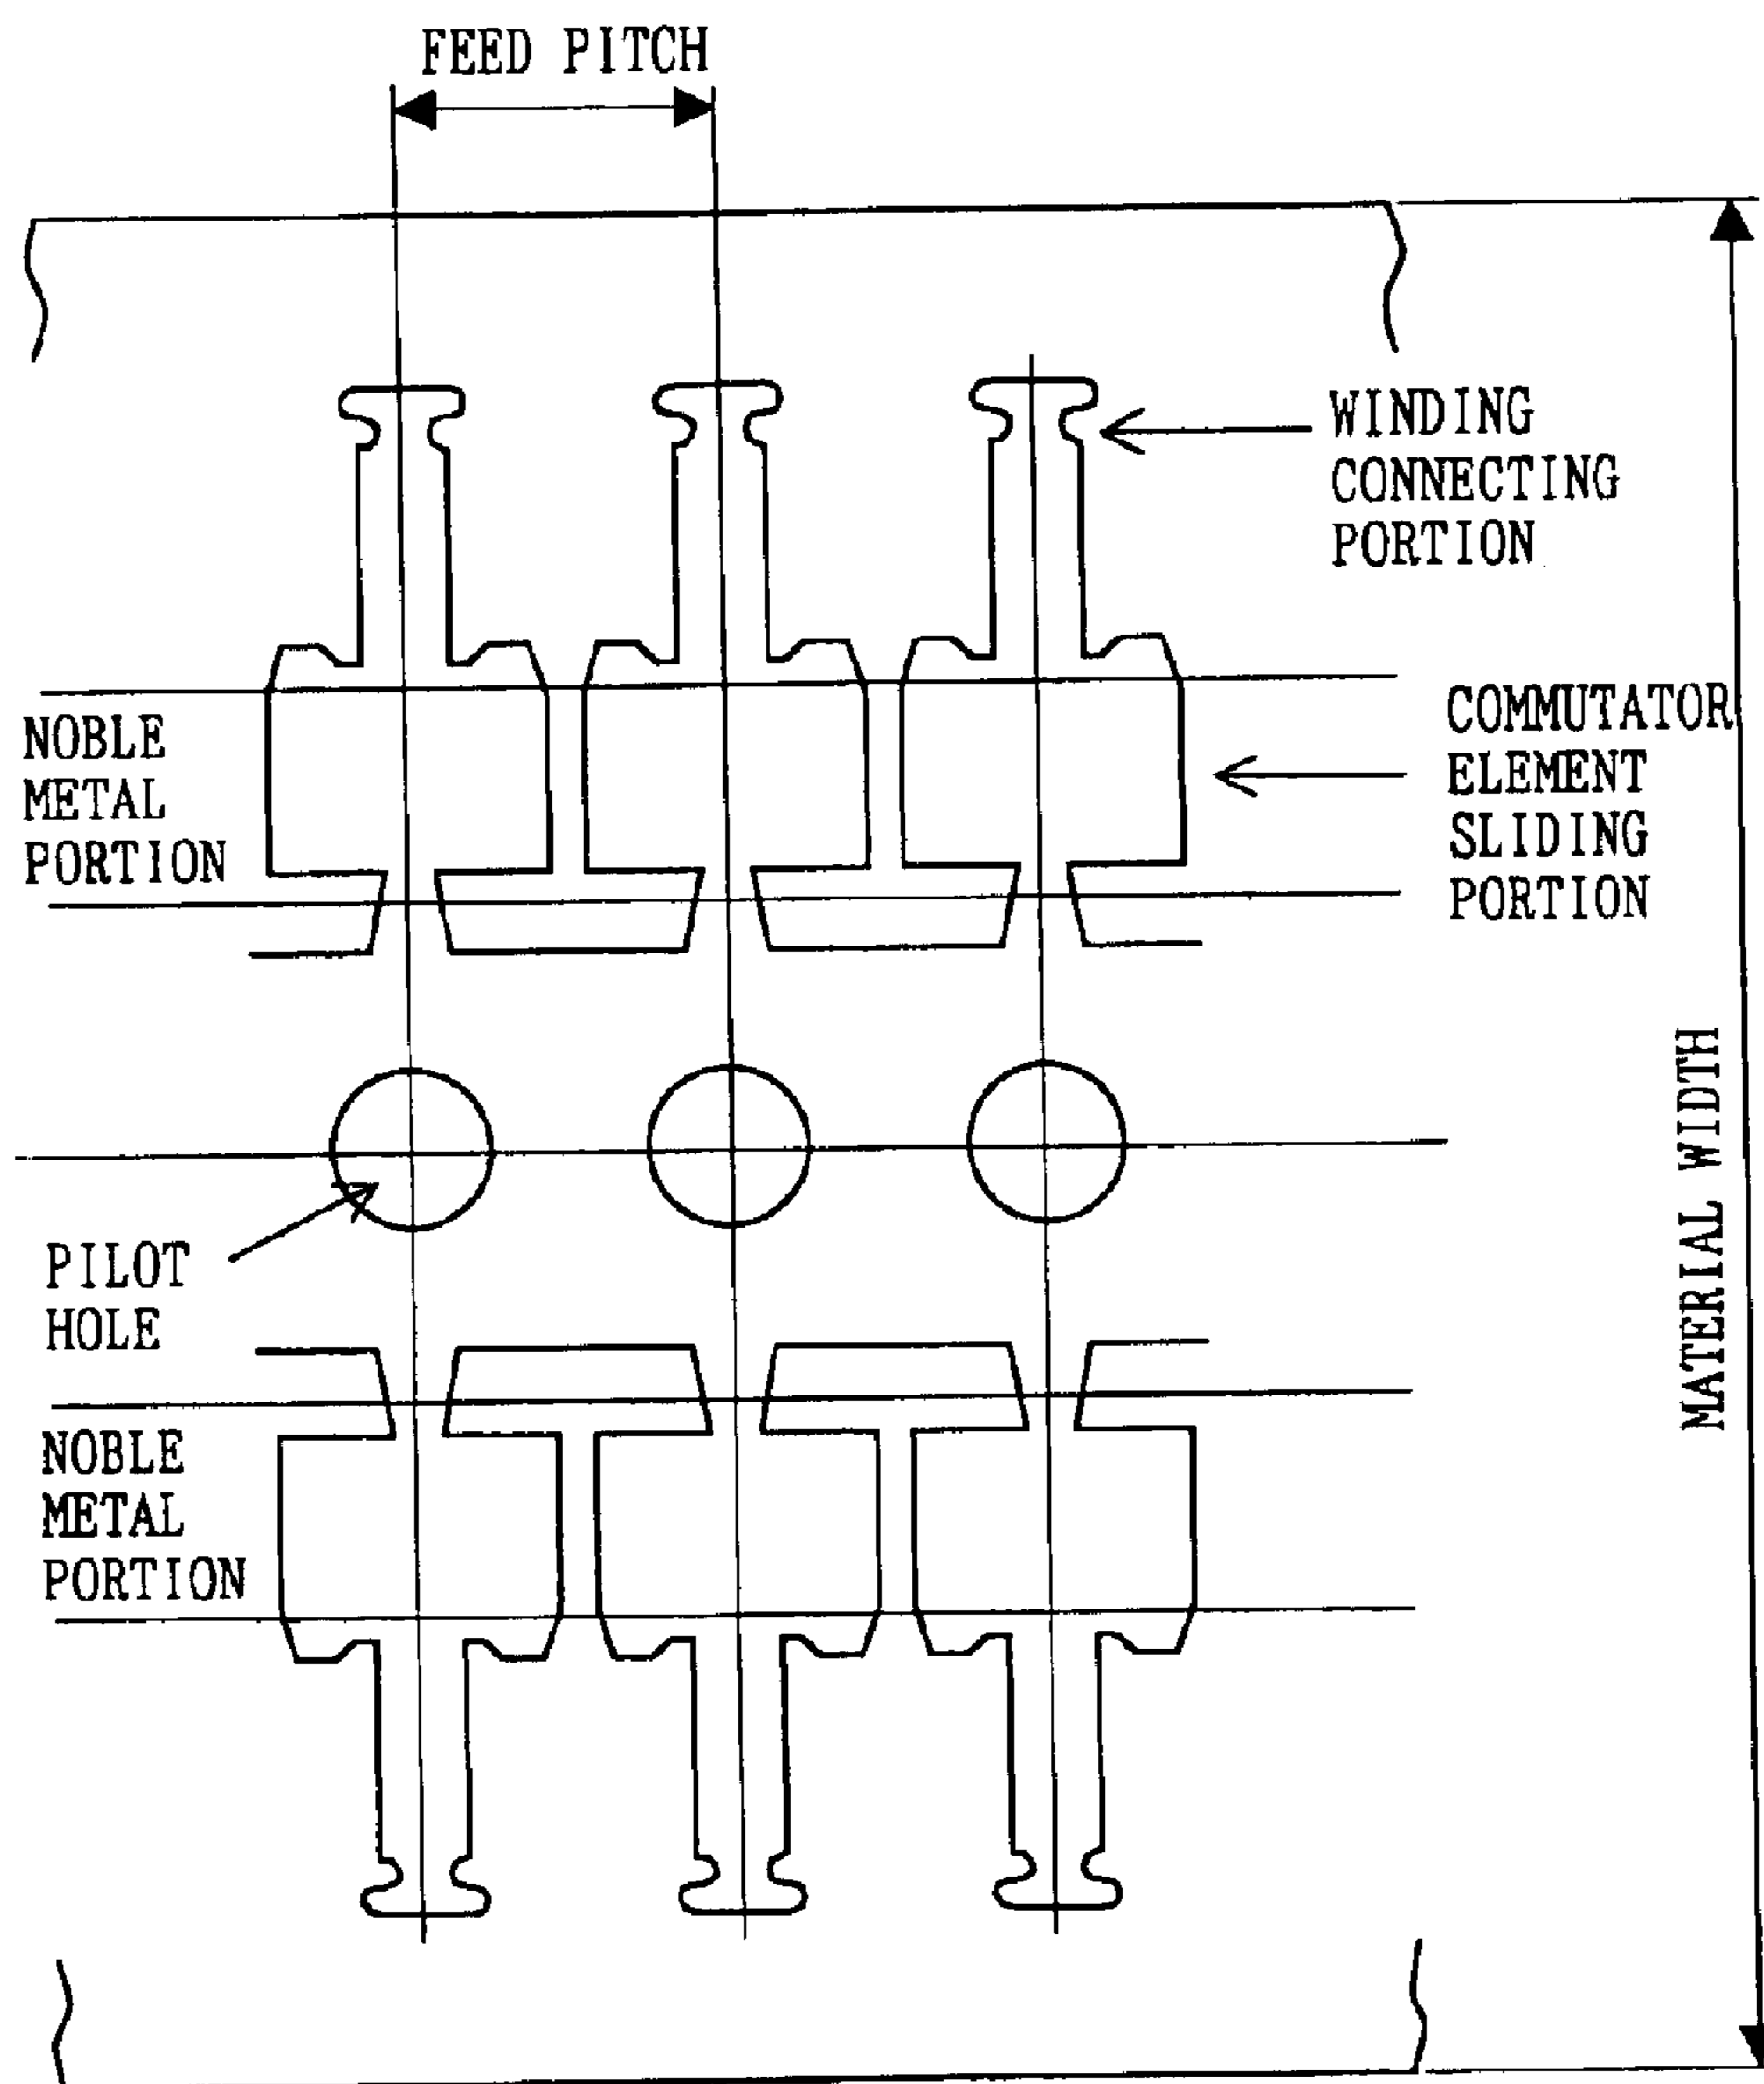 FEED PITCH
WINDING
CONNECTING
PORTION
NOBLE
METAL
PORTION
COMMUTATOR
ELEMENT
SLIDING
PORTION
PILOT
HOLE
MATERIAL WIDTH
NOBLE
METAL
PORTION